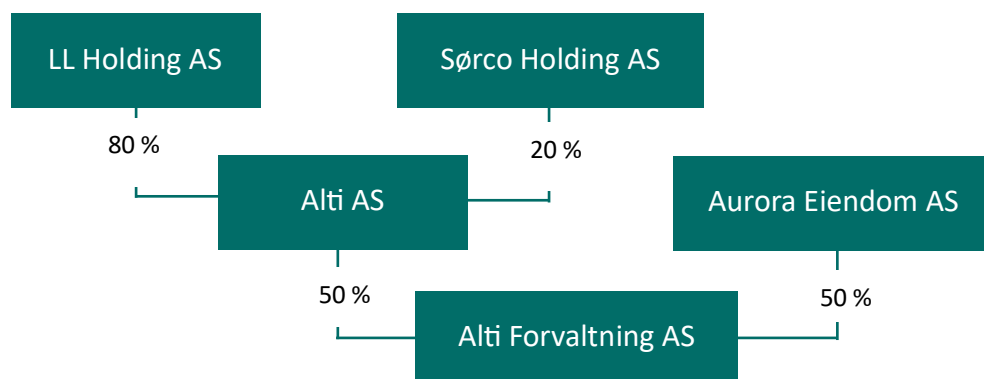 LL Holding AS
Sørco Holding AS
80 %
20 %
Alti AS
Aurora Eiendom AS
50 %
50 %
Alti Forvaltning AS